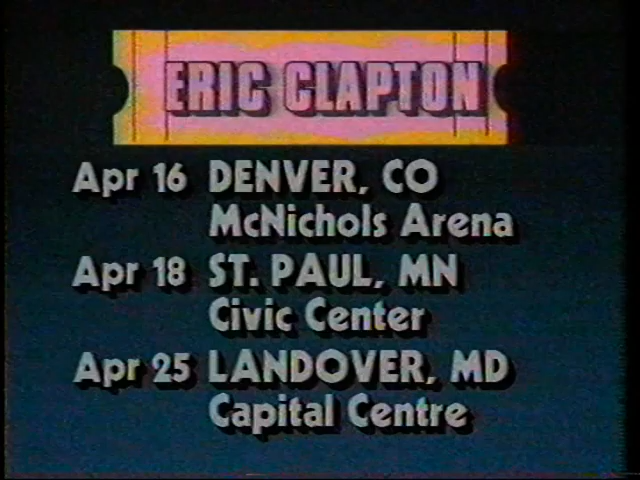 ERIC CLAPTON
Apr 16 DENVER, CO
McNichols Arena
Apr 18 ST. PAUL, MN
Civic Center
Apr 25 LANDOVER, MD
Capital Centre